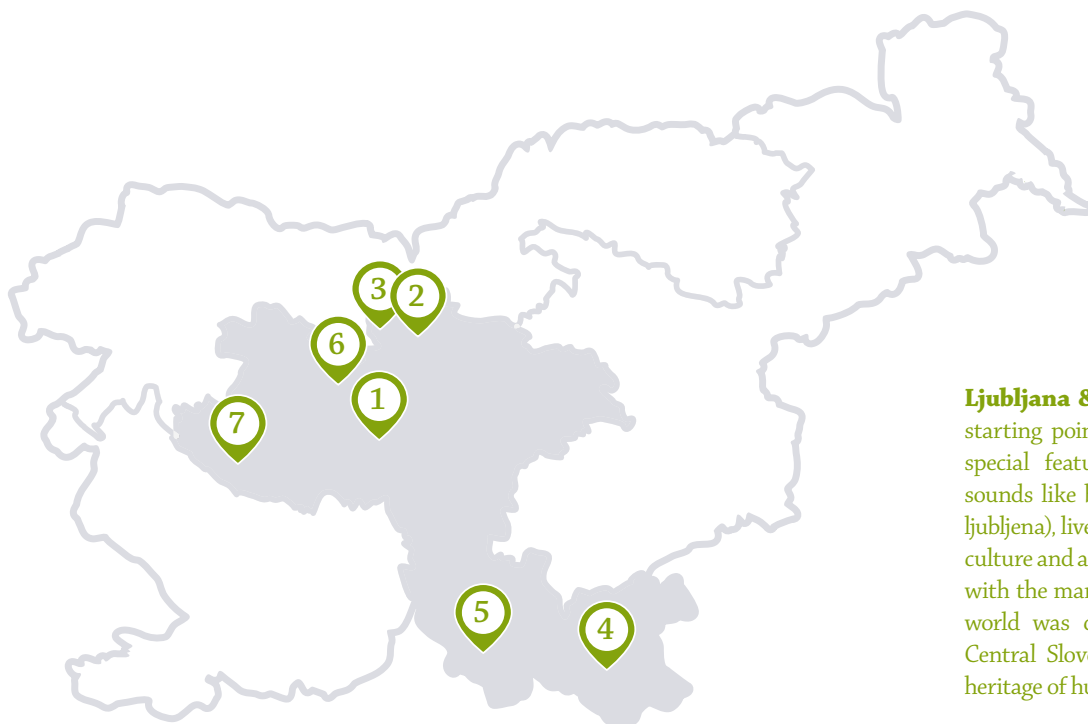 3
2
6
1
7
Ljubljana &
starting poin
special featu
sounds like b
ljubljena), live
culture and a
with the mar
world was c
Central Slove
heritage of hu
5
4